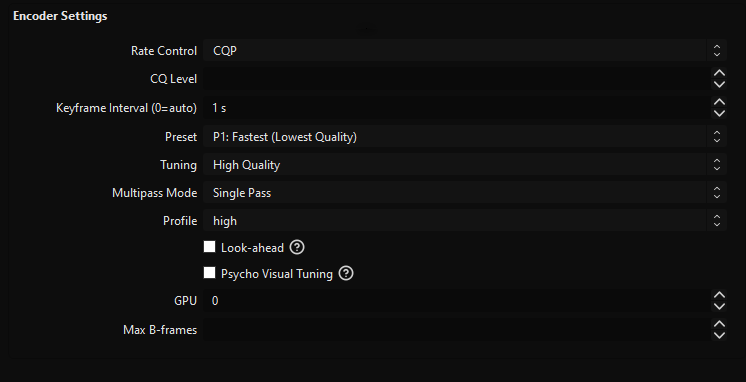 Encoder Settings
Rate Control CQP
CQ Level
Keyframe Interval (0=auto) 1 s
Preset P1: Fastest (Lowest Quality)
Tuning High Quality
Multipass Mode Single Pass
Profile high
Look-ahead ?
Psycho Visual Tuning ?
GPU 0
Max B-frames